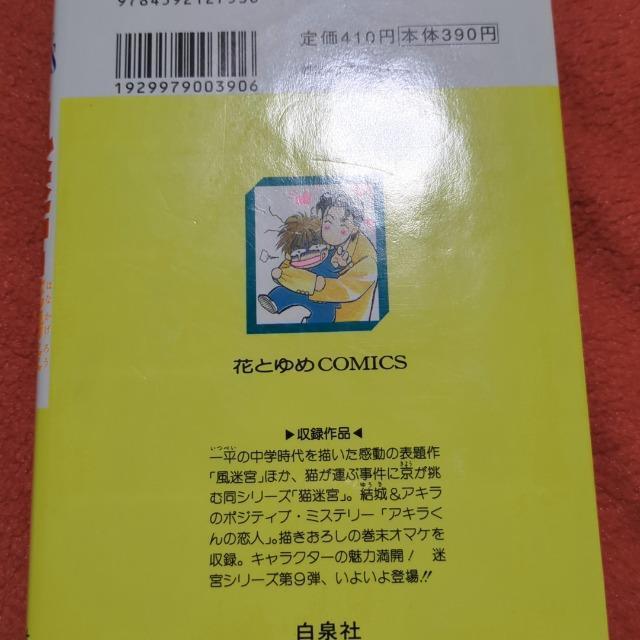 定価410円 本体390円
1929979003906
花とゆめCOMICS
▶収録作品◀
一平の中学時代を描いた感動の表題作
「風迷宮」ほか、猫が運ぶ事件に京が挑
む同シリーズ「猫迷宮」。結城&アキラ
のポジティブ・ミステリー「アキラく
んの恋人」。描きおろしの巻末オマケを
収録。キャラクターの魅力満開! 迷
宮シリーズ第9弾、いよいよ登場!!
白泉社